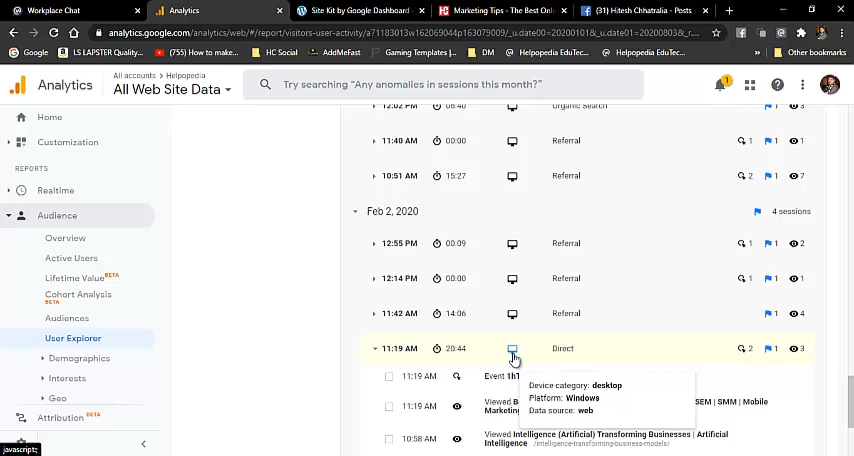 Workplace Chat
Analytics
Site Kit by Google Dashboard ‹
Marketing Tips - The Best Onli
(31) Hitesh Chhatralia - Posts
analytics.google.com/analytics/web/#/report/visitors-user-activity/a71183013w162069044p163079009/_u.date00=20200101&_u.date01=20200803&_r....
Google
LS LAPSTER Quality...
(755) How to make...
HC Social
AddMeFast
Gaming Templates |...
DM
Helpopedia EduTec...
Helpopedia EduTec...
»
Other bookmarks
Analytics
All accounts > Helpopedia
All Web Site Data
Try searching "Any anomalies in sessions this month?"
1
Home
Customization
REPORTS
Realtime
Audience
Overview
Active Users
Lifetime Value BETA
Cohort Analysis
BETA
Audiences
User Explorer
Demographics
Interests
Geo
Attribution BETA
javascript:;
12:02 PM 06:40 Organic Search 1 3
11:40 AM 00:00 Referral 1 1 1
10:51 AM 15:27 Referral 2 1 7
Feb 2, 2020 4 sessions
12:55 PM 00:09 Referral 1 1 2
12:14 PM 00:00 Referral 1 1 1
11:42 AM 14:06 Referral 1 4
11:19 AM 20:44 Direct 2 1 3
11:19 AM Event 1h1
Device category: desktop
Platform: Windows
Data source: web
11:19 AM Viewed B
SEM | SMM | Mobile
Marketing
10:58 AM Viewed Intelligence (Artificial) Transforming Businesses | Artificial
Intelligence /intelligence-transforming-business-models/